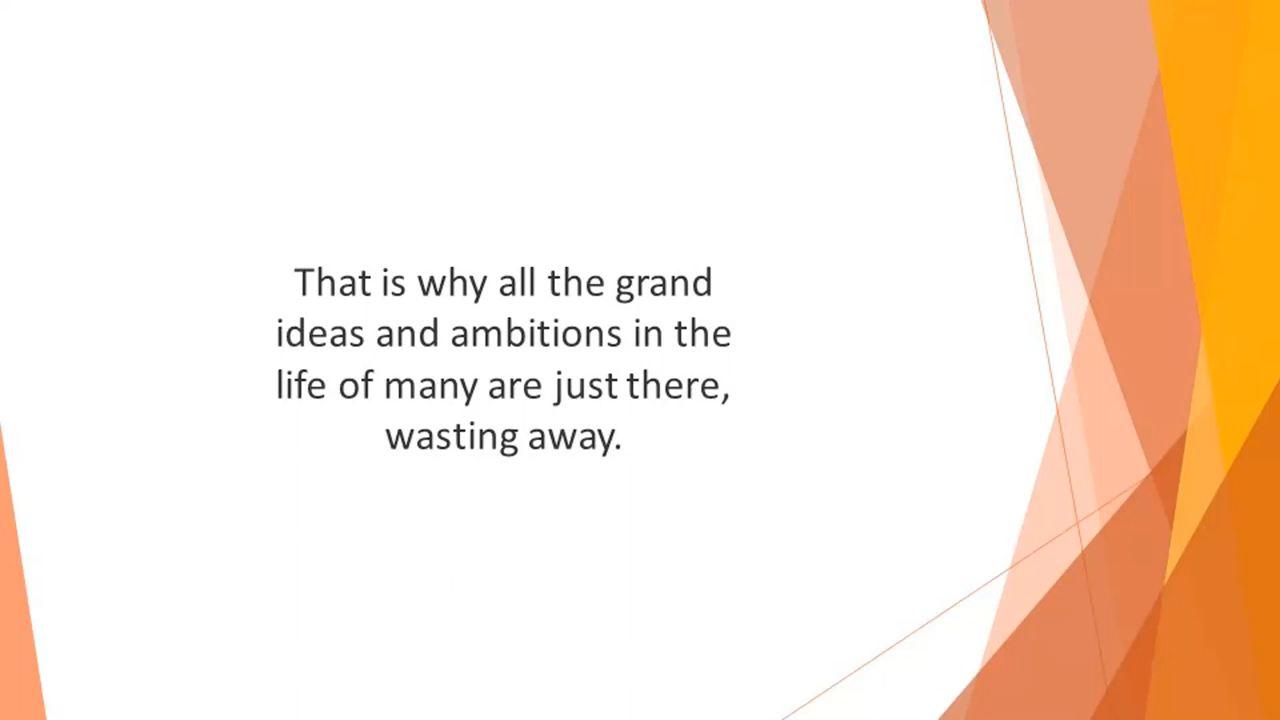 That is why all the grand
ideas and ambitions in the
life of many are just there,
wasting away.